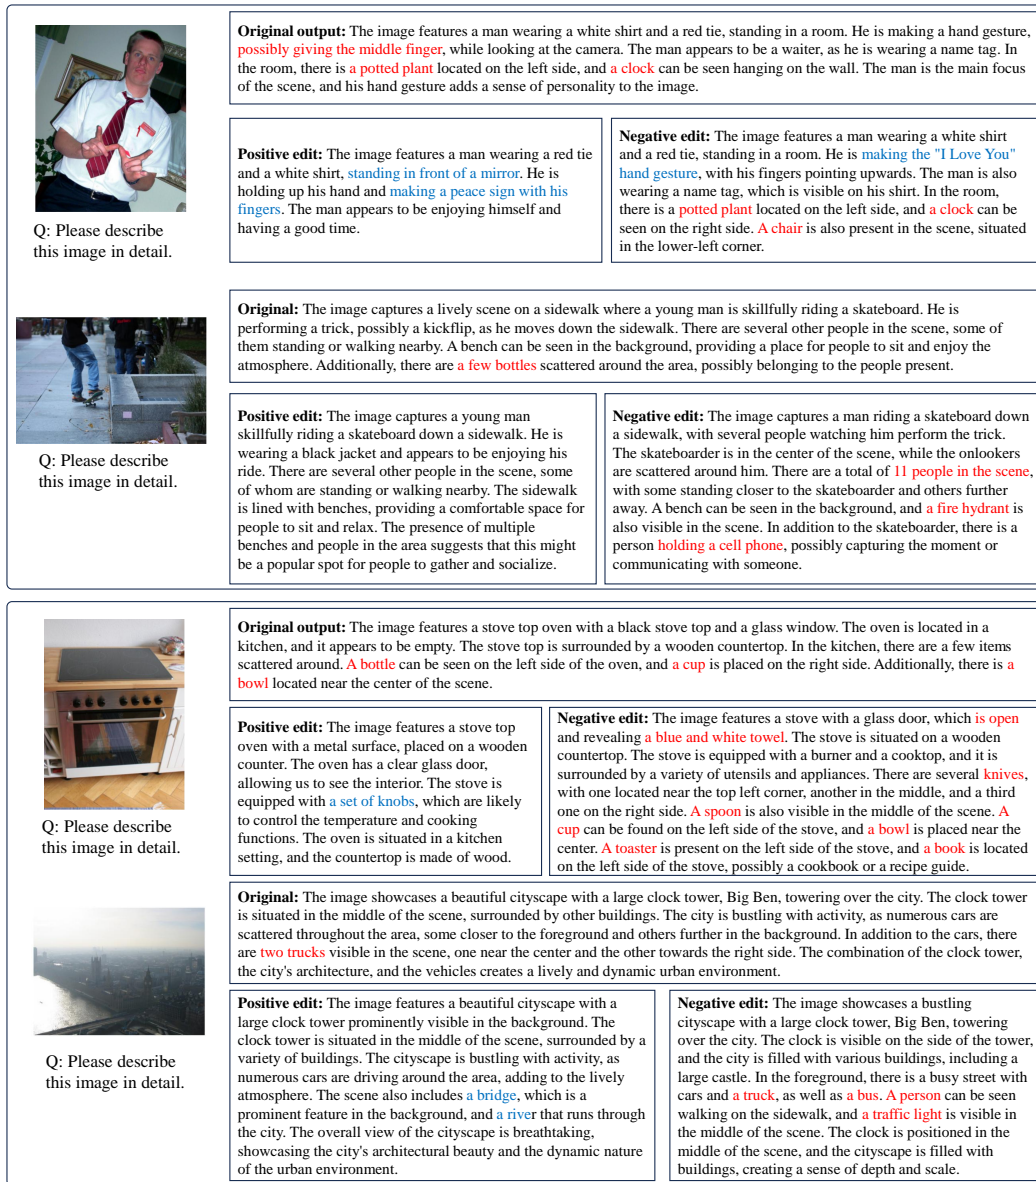 Original output: The image features a man wearing a white shirt and a red tie, standing in a room. He is making a hand gesture,
possibly giving the middle finger, while looking at the camera. The man appears to be a waiter, as he is wearing a name tag. In
the room, there is a potted plant located on the left side, and a clock can be seen hanging on the wall. The man is the main focus
of the scene, and his hand gesture adds a sense of personality to the image.
Positive edit: The image features a man wearing a red tie
and a white shirt, standing in front of a mirror. He is
holding up his hand and making a peace sign with his
fingers. The man appears to be enjoying himself and
having a good time.
Negative edit: The image features a man wearing a white shirt
and a red tie, standing in a room. He is making the "I Love You"
hand gesture, with his fingers pointing upwards. The man is also
wearing a name tag, which is visible on his shirt. In the room,
there is a potted plant located on the left side, and a clock can be
seen on the right side. A chair is also present in the scene, situated
in the lower-left corner.
Q: Please describe
this image in detail.
Original: The image captures a lively scene on a sidewalk where a young man is skillfully riding a skateboard. He is
performing a trick, possibly a kickflip, as he moves down the sidewalk. There are several other people in the scene, some of
them standing or walking nearby. A bench can be seen in the background, providing a place for people to sit and enjoy the
atmosphere. Additionally, there are a few bottles scattered around the area, possibly belonging to the people present.
Positive edit: The image captures a young man
skillfully riding a skateboard down a sidewalk. He is
wearing a black jacket and appears to be enjoying his
ride. There are several other people in the scene, some
of whom are standing or walking nearby. The sidewalk
is lined with benches, providing a comfortable space for
people to sit and relax. The presence of multiple
benches and people in the area suggests that this might
be a popular spot for people to gather and socialize.
Negative edit: The image captures a man riding a skateboard down
a sidewalk, with several people watching him perform the trick.
The skateboarder is in the center of the scene, while the onlookers
are scattered around him. There are a total of 11 people in the scene,
with some standing closer to the skateboarder and others further
away. A bench can be seen in the background, and a fire hydrant is
also visible in the scene. In addition to the skateboarder, there is a
person holding a cell phone, possibly capturing the moment or
communicating with someone.
Q: Please describe
this image in detail.
Original output: The image features a stove top oven with a black stove top and a glass window. The oven is located in a
kitchen, and it appears to be empty. The stove top is surrounded by a wooden countertop. In the kitchen, there are a few items
scattered around. A bottle can be seen on the left side of the oven, and a cup is placed on the right side. Additionally, there is a
bowl located near the center of the scene.
Positive edit: The image features a stove top
oven with a metal surface, placed on a wooden
counter. The oven has a clear glass door,
allowing us to see the interior. The stove is
equipped with a set of knobs, which are likely
to control the temperature and cooking
functions. The oven is situated in a kitchen
setting, and the countertop is made of wood.
Negative edit: The image features a stove with a glass door, which is open
and revealing a blue and white towel. The stove is situated on a wooden
countertop. The stove is equipped with a burner and a cooktop, and it is
surrounded by a variety of utensils and appliances. There are several knives,
with one located near the top left corner, another in the middle, and a third
one on the right side. A spoon is also visible in the middle of the scene. A
cup can be found on the left side of the stove, and a bowl is placed near the
center. A toaster is present on the left side of the stove, and a book is located
on the left side of the stove, possibly a cookbook or a recipe guide.
Q: Please describe
this image in detail.
Original: The image showcases a beautiful cityscape with a large clock tower, Big Ben, towering over the city. The clock tower
is situated in the middle of the scene, surrounded by other buildings. The city is bustling with activity, as numerous cars are
scattered throughout the area, some closer to the foreground and others further in the background. In addition to the cars, there
are two trucks visible in the scene, one near the center and the other towards the right side. The combination of the clock tower,
the city's architecture, and the vehicles creates a lively and dynamic urban environment.
Positive edit: The image features a beautiful cityscape with a
large clock tower prominently visible in the background. The
clock tower is situated in the middle of the scene, surrounded by a
variety of buildings. The cityscape is bustling with activity, as
numerous cars are driving around the area, adding to the lively
atmosphere. The scene also includes a bridge, which is a
prominent feature in the background, and a river that runs through
the city. The overall view of the cityscape is breathtaking,
showcasing the city's architectural beauty and the dynamic nature
of the urban environment.
Negative edit: The image showcases a bustling
cityscape with a large clock tower, Big Ben, towering
over the city. The clock is visible on the side of the tower,
and the city is filled with various buildings, including a
large castle. In the foreground, there is a busy street with
cars and a truck, as well as a bus. A person can be seen
walking on the sidewalk, and a traffic light is visible in
the middle of the scene. The clock is positioned in the
middle of the scene, and the cityscape is filled with
buildings, creating a sense of depth and scale.
Q: Please describe
this image in detail.